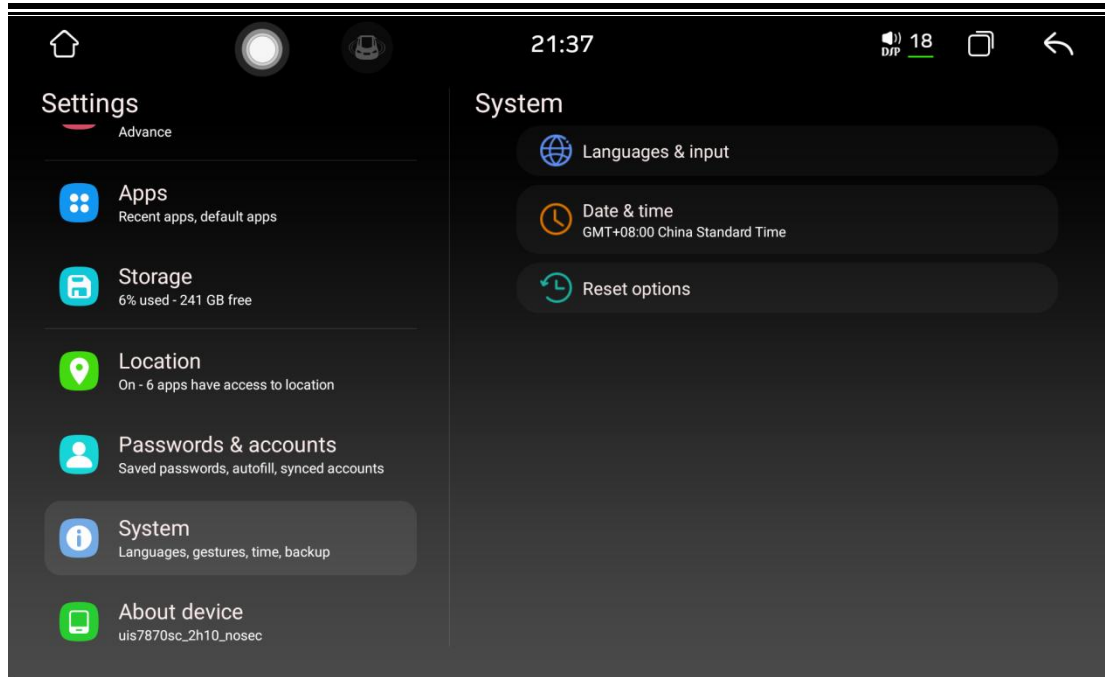 21:37
DSP 18
Settings
Advance
Apps
Recent apps, default apps
Storage
6% used - 241 GB free
Location
On - 6 apps have access to location
Passwords & accounts
Saved passwords, autofill, synced accounts
System
Languages, gestures, time, backup
About device
uis7870sc_2h10_nosec
System
Languages & input
Date & time
GMT+08:00 China Standard Time
Reset options